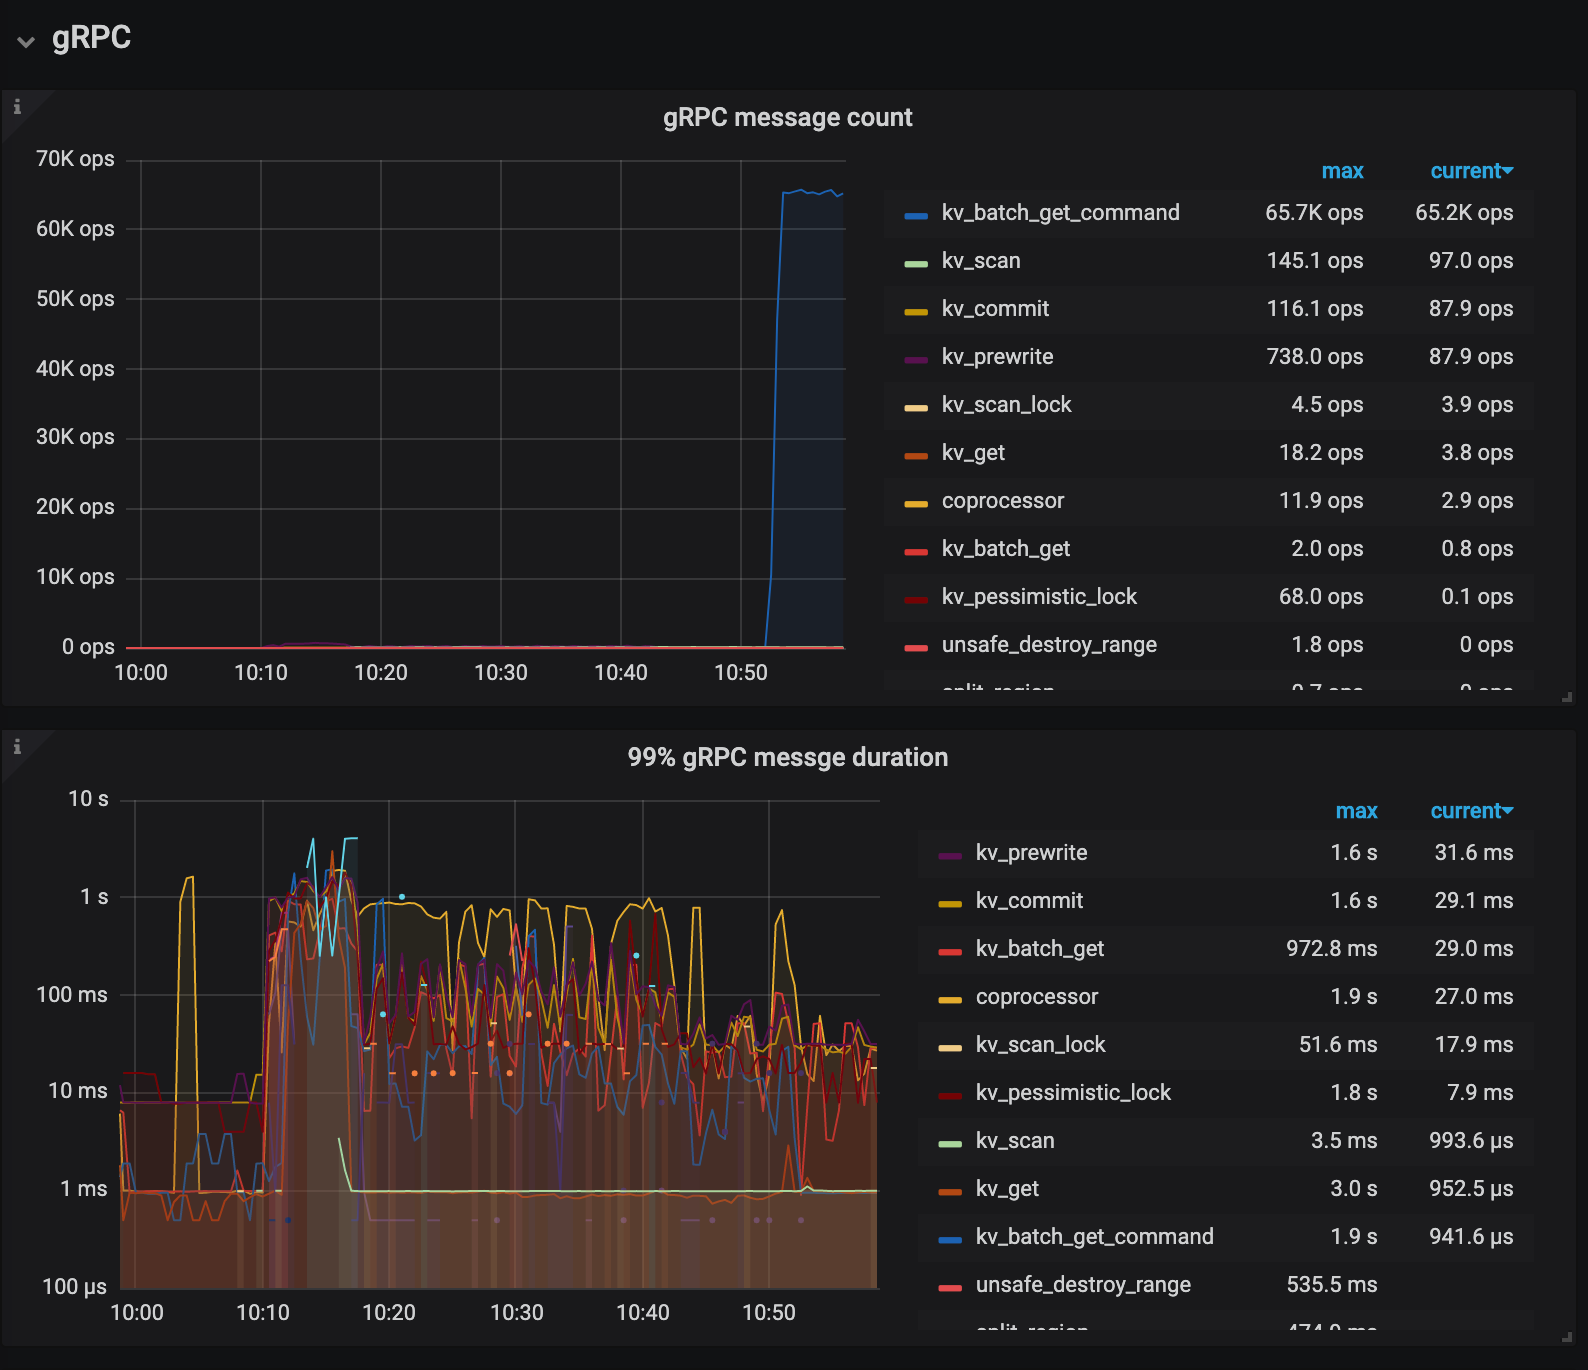 gRPC
gRPC message count
70K ops
60K ops
50K ops
40K ops
30K ops
20K ops
10K ops
0 ops
10:00 10:10 10:20 10:30 10:40 10:50
max current
kv_batch_get_command 65.7K ops 65.2K ops
kv_scan 145.1 ops 97.0 ops
kv_commit 116.1 ops 87.9 ops
kv_prewrite 738.0 ops 87.9 ops
kv_scan_lock 4.5 ops 3.9 ops
kv_get 18.2 ops 3.8 ops
coprocessor 11.9 ops 2.9 ops
kv_batch_get 2.0 ops 0.8 ops
kv_pessimistic_lock 68.0 ops 0.1 ops
unsafe_destroy_range 1.8 ops 0 ops
split_region 0.7 ops 0 ops
99% gRPC messge duration
10 s
1 s
100 ms
10 ms
1 ms
100 µs
10:00 10:10 10:20 10:30 10:40 10:50
max current
kv_prewrite 1.6 s 31.6 ms
kv_commit 1.6 s 29.1 ms
kv_batch_get 972.8 ms 29.0 ms
coprocessor 1.9 s 27.0 ms
kv_scan_lock 51.6 ms 17.9 ms
kv_pessimistic_lock 1.8 s 7.9 ms
kv_scan 3.5 ms 993.6 µs
kv_get 3.0 s 952.5 µs
kv_batch_get_command 1.9 s 941.6 µs
unsafe_destroy_range 535.5 ms
split_region